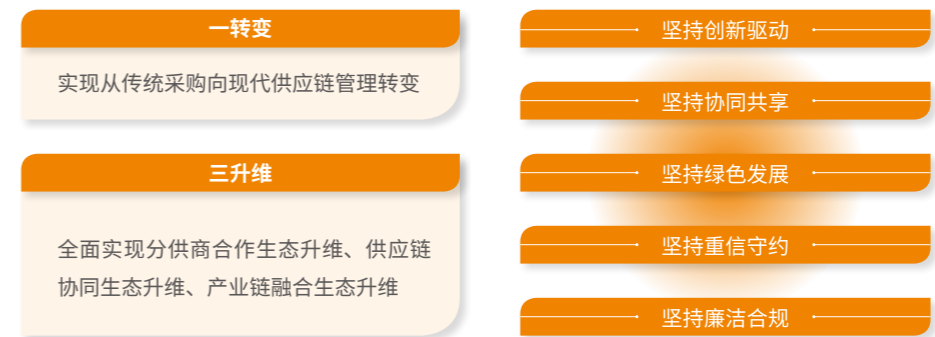 一转变
实现从传统采购向现代供应链管理转变
三升维
全面实现分供商合作生态升维、供应链
协同生态升维、产业链融合生态升维
坚持创新驱动
坚持协同共享
坚持绿色发展
坚持重信守约
坚持廉洁合规